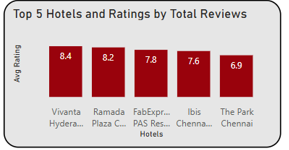 Top 5 Hotels and Ratings by Total Reviews
Avg Rating
8.4 8.2 7.8 7.6 6.9
Vivanta Ramada FabExpr... Ibis The Park
Hydera... Plaza C... PAS Res... Chenna... Chennai
Hotels